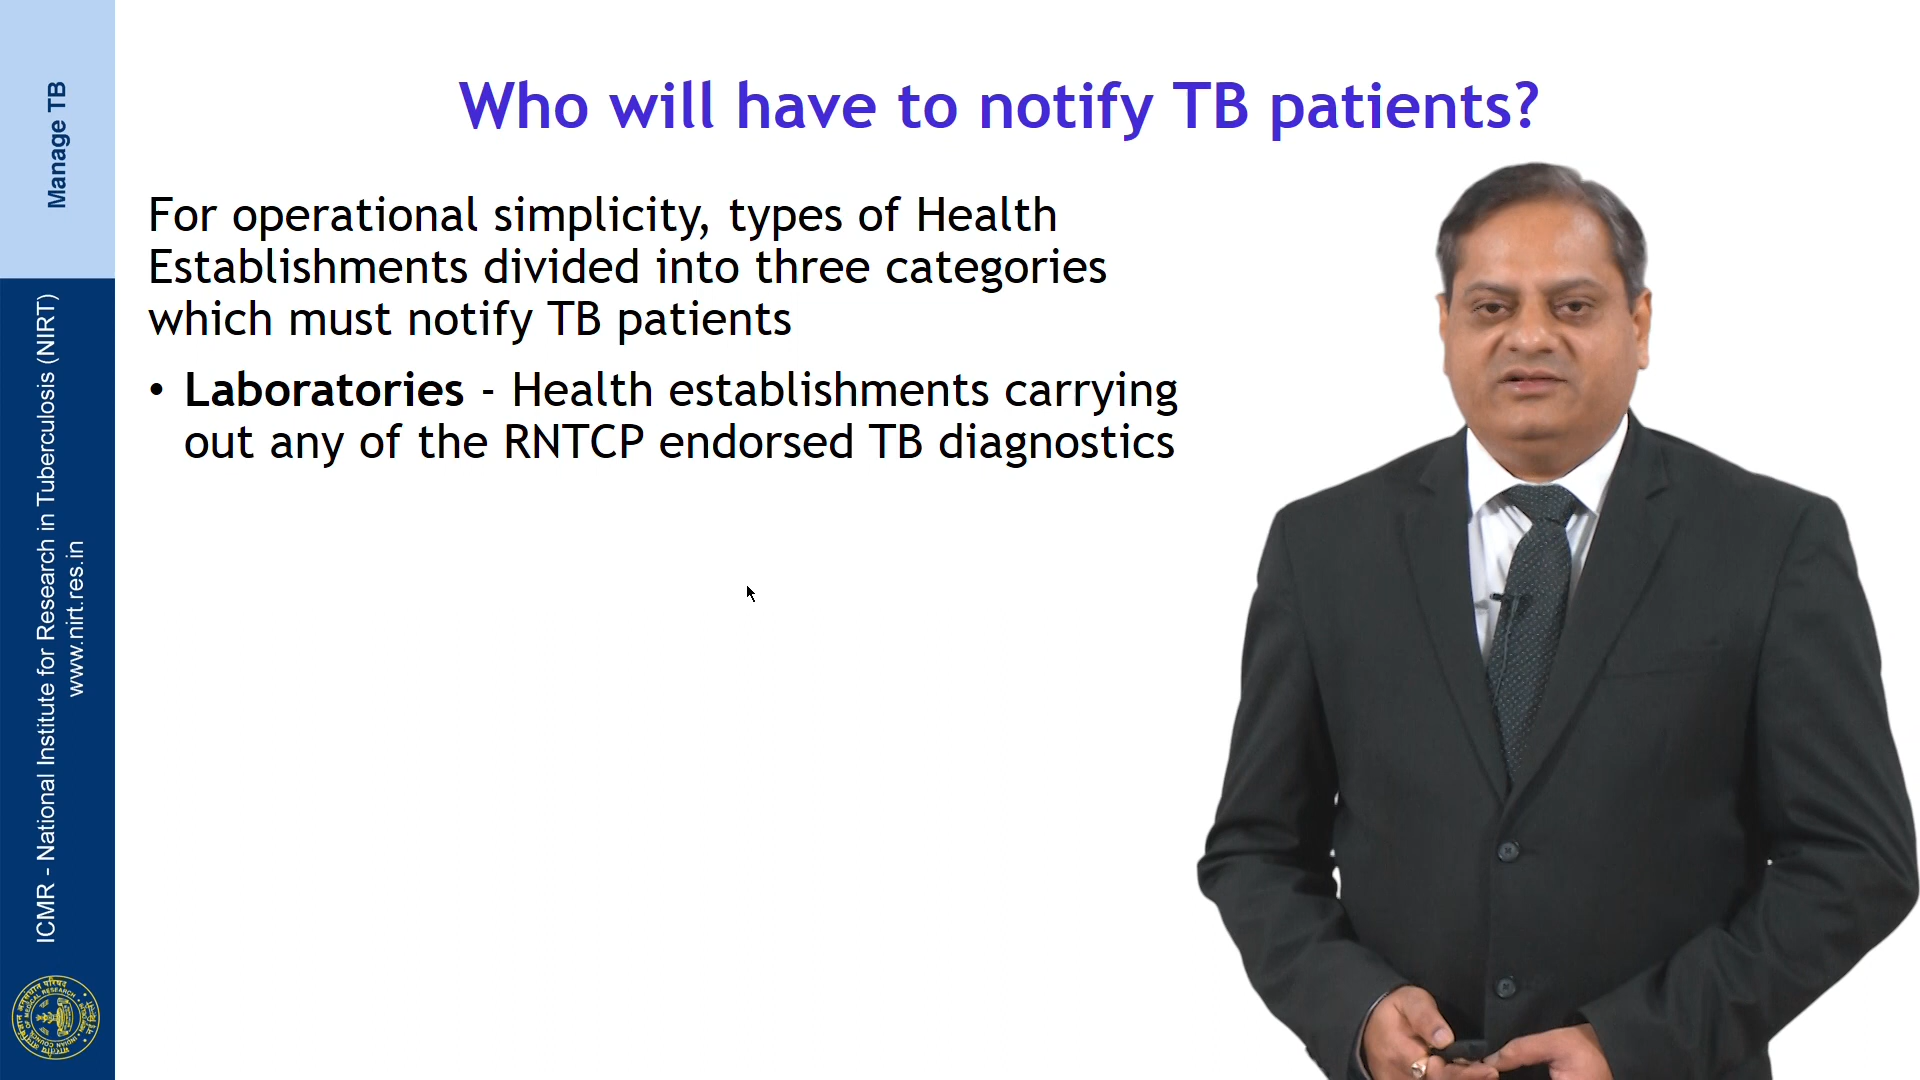 Manage TB
ICMR - National Institute for Research in Tuberculosis (NIRT)
www.nirt.res.in
Who will have to notify TB patients?
For operational simplicity, types of Health
Establishments divided into three categories
which must notify TB patients
• Laboratories - Health establishments carrying
out any of the RNTCP endorsed TB diagnostics